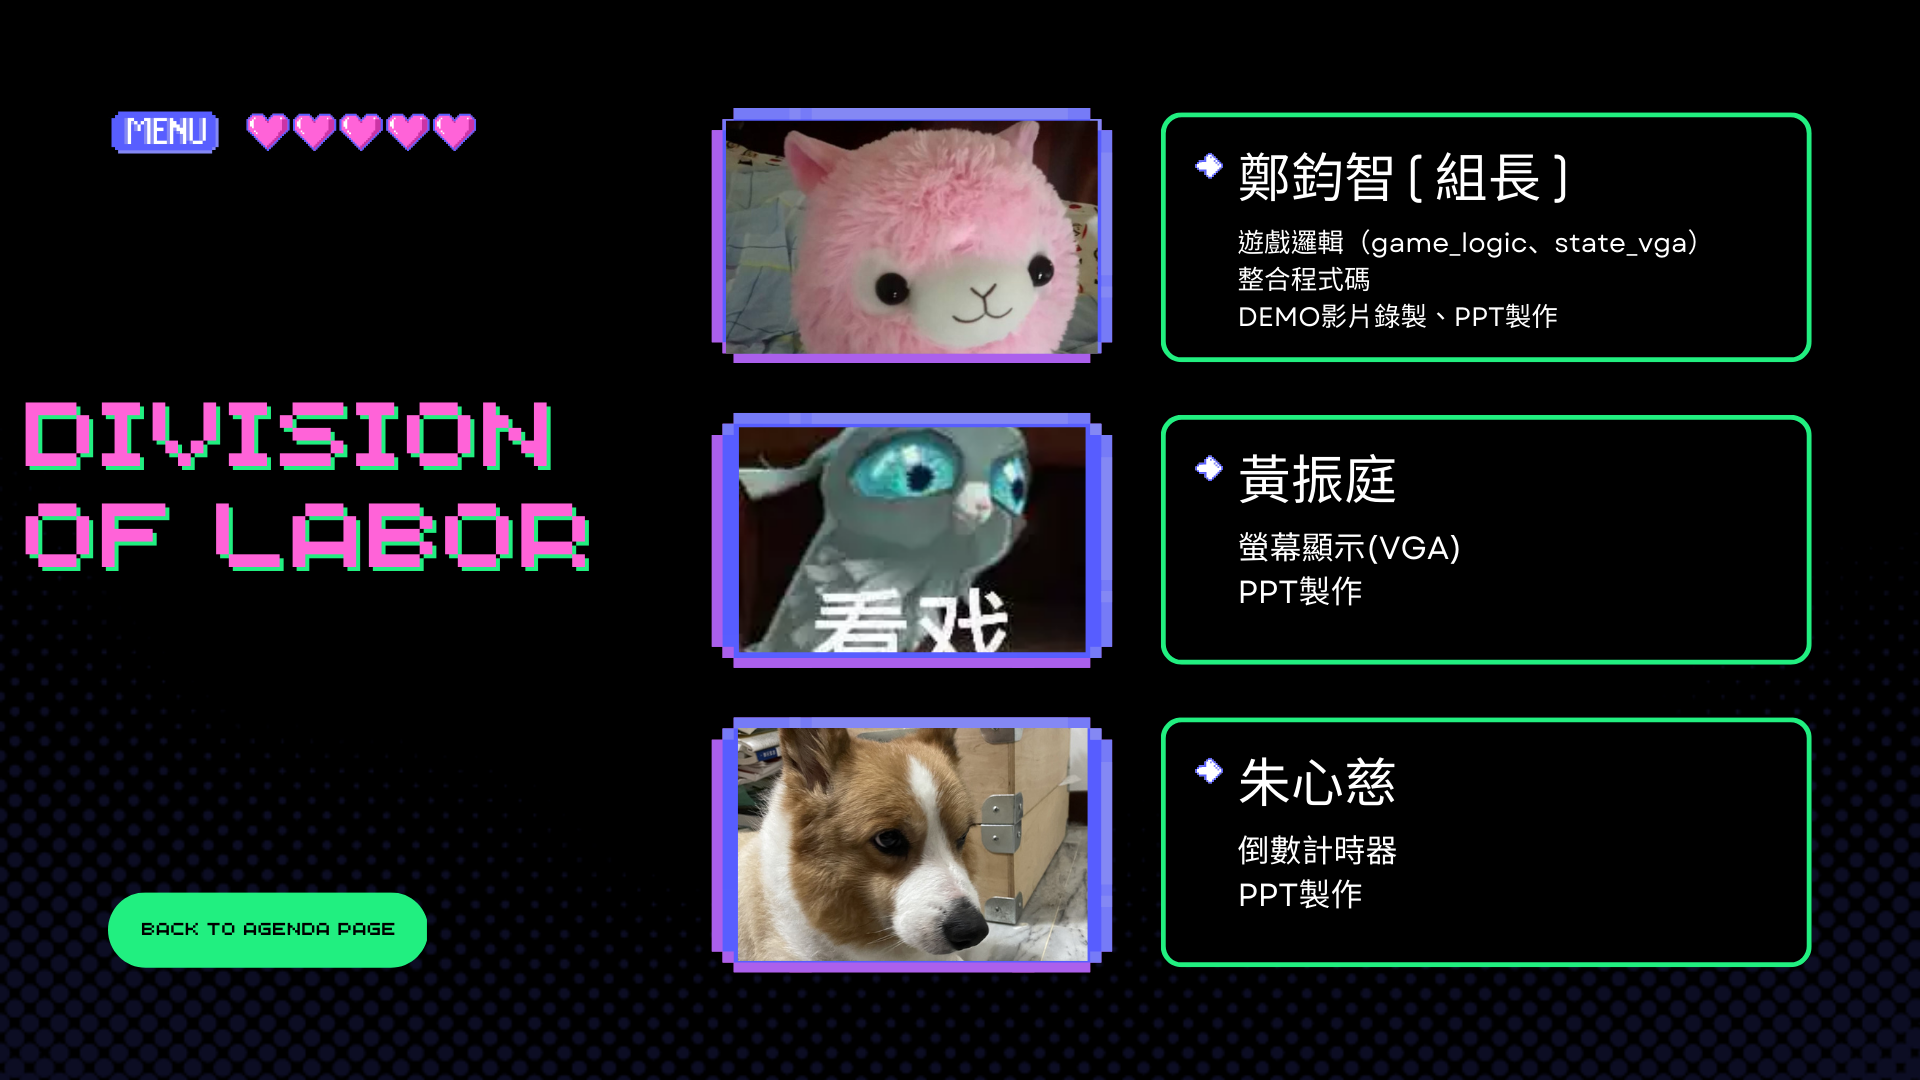 MENU
DIVISION
OF LABOR
BACK TO AGENDA PAGE
看戏
鄭鈞智 ( 組長 )
遊戲邏輯（game_logic、state_vga）
整合程式碼
DEMO影片錄製、PPT製作
黃振庭
螢幕顯示(VGA)
PPT製作
朱心慈
倒數計時器
PPT製作